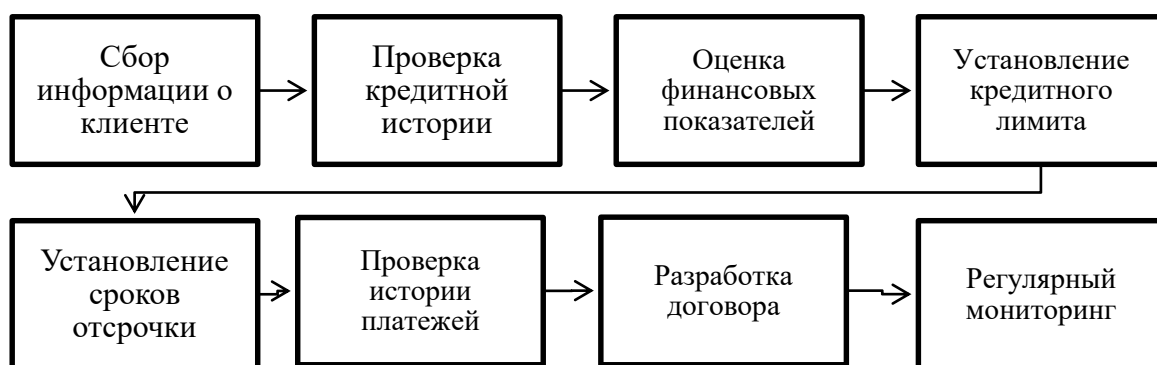 Сбор
информации о
клиенте
Проверка
кредитной
истории
Оценка
финансовых
показателей
Установление
кредитного
лимита
Установление
сроков
отсрочки
Проверка
истории
платежей
Разработка
договора
Регулярный
мониторинг